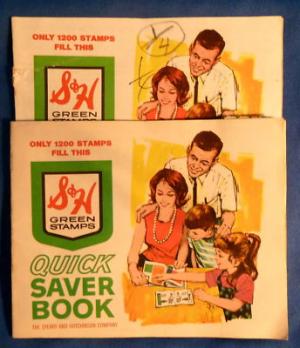 ONLY 1200 STAMPS
FILL THIS
S&H
GREEN
STAMPS
ONLY 1200 STAMPS
FILL THIS
S&H
GREEN
STAMPS
QUICK
SAVER
BOOK
THE SPERRY AND HUTCHINSON COMPANY